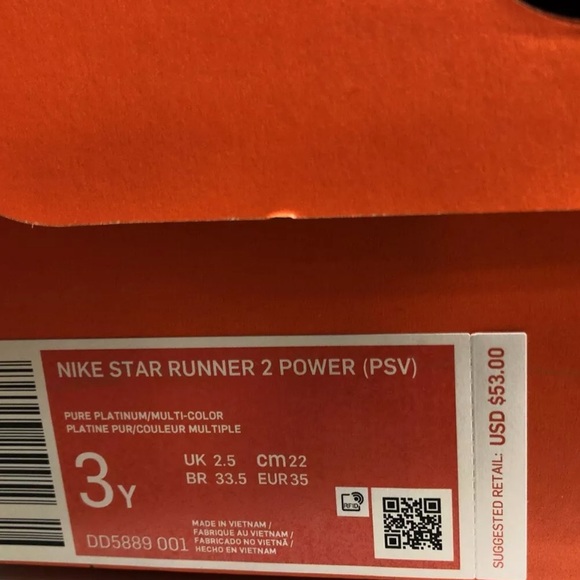 NIKE STAR RUNNER 2 POWER (PSV)
PURE PLATINUM/MULTI-COLOR
PLATINE PUR/COULEUR MULTIPLE
3Y
UK 2.5 cm 22
BR 33.5 EUR 35
DD5889 001
MADE IN VIETNAM /
FABRIQUE AU VIETNAM /
FABRICADO NO VIETNÃ /
HECHO EN VIETNAM
RFID
SUGGESTED RETAIL: USD $53.00